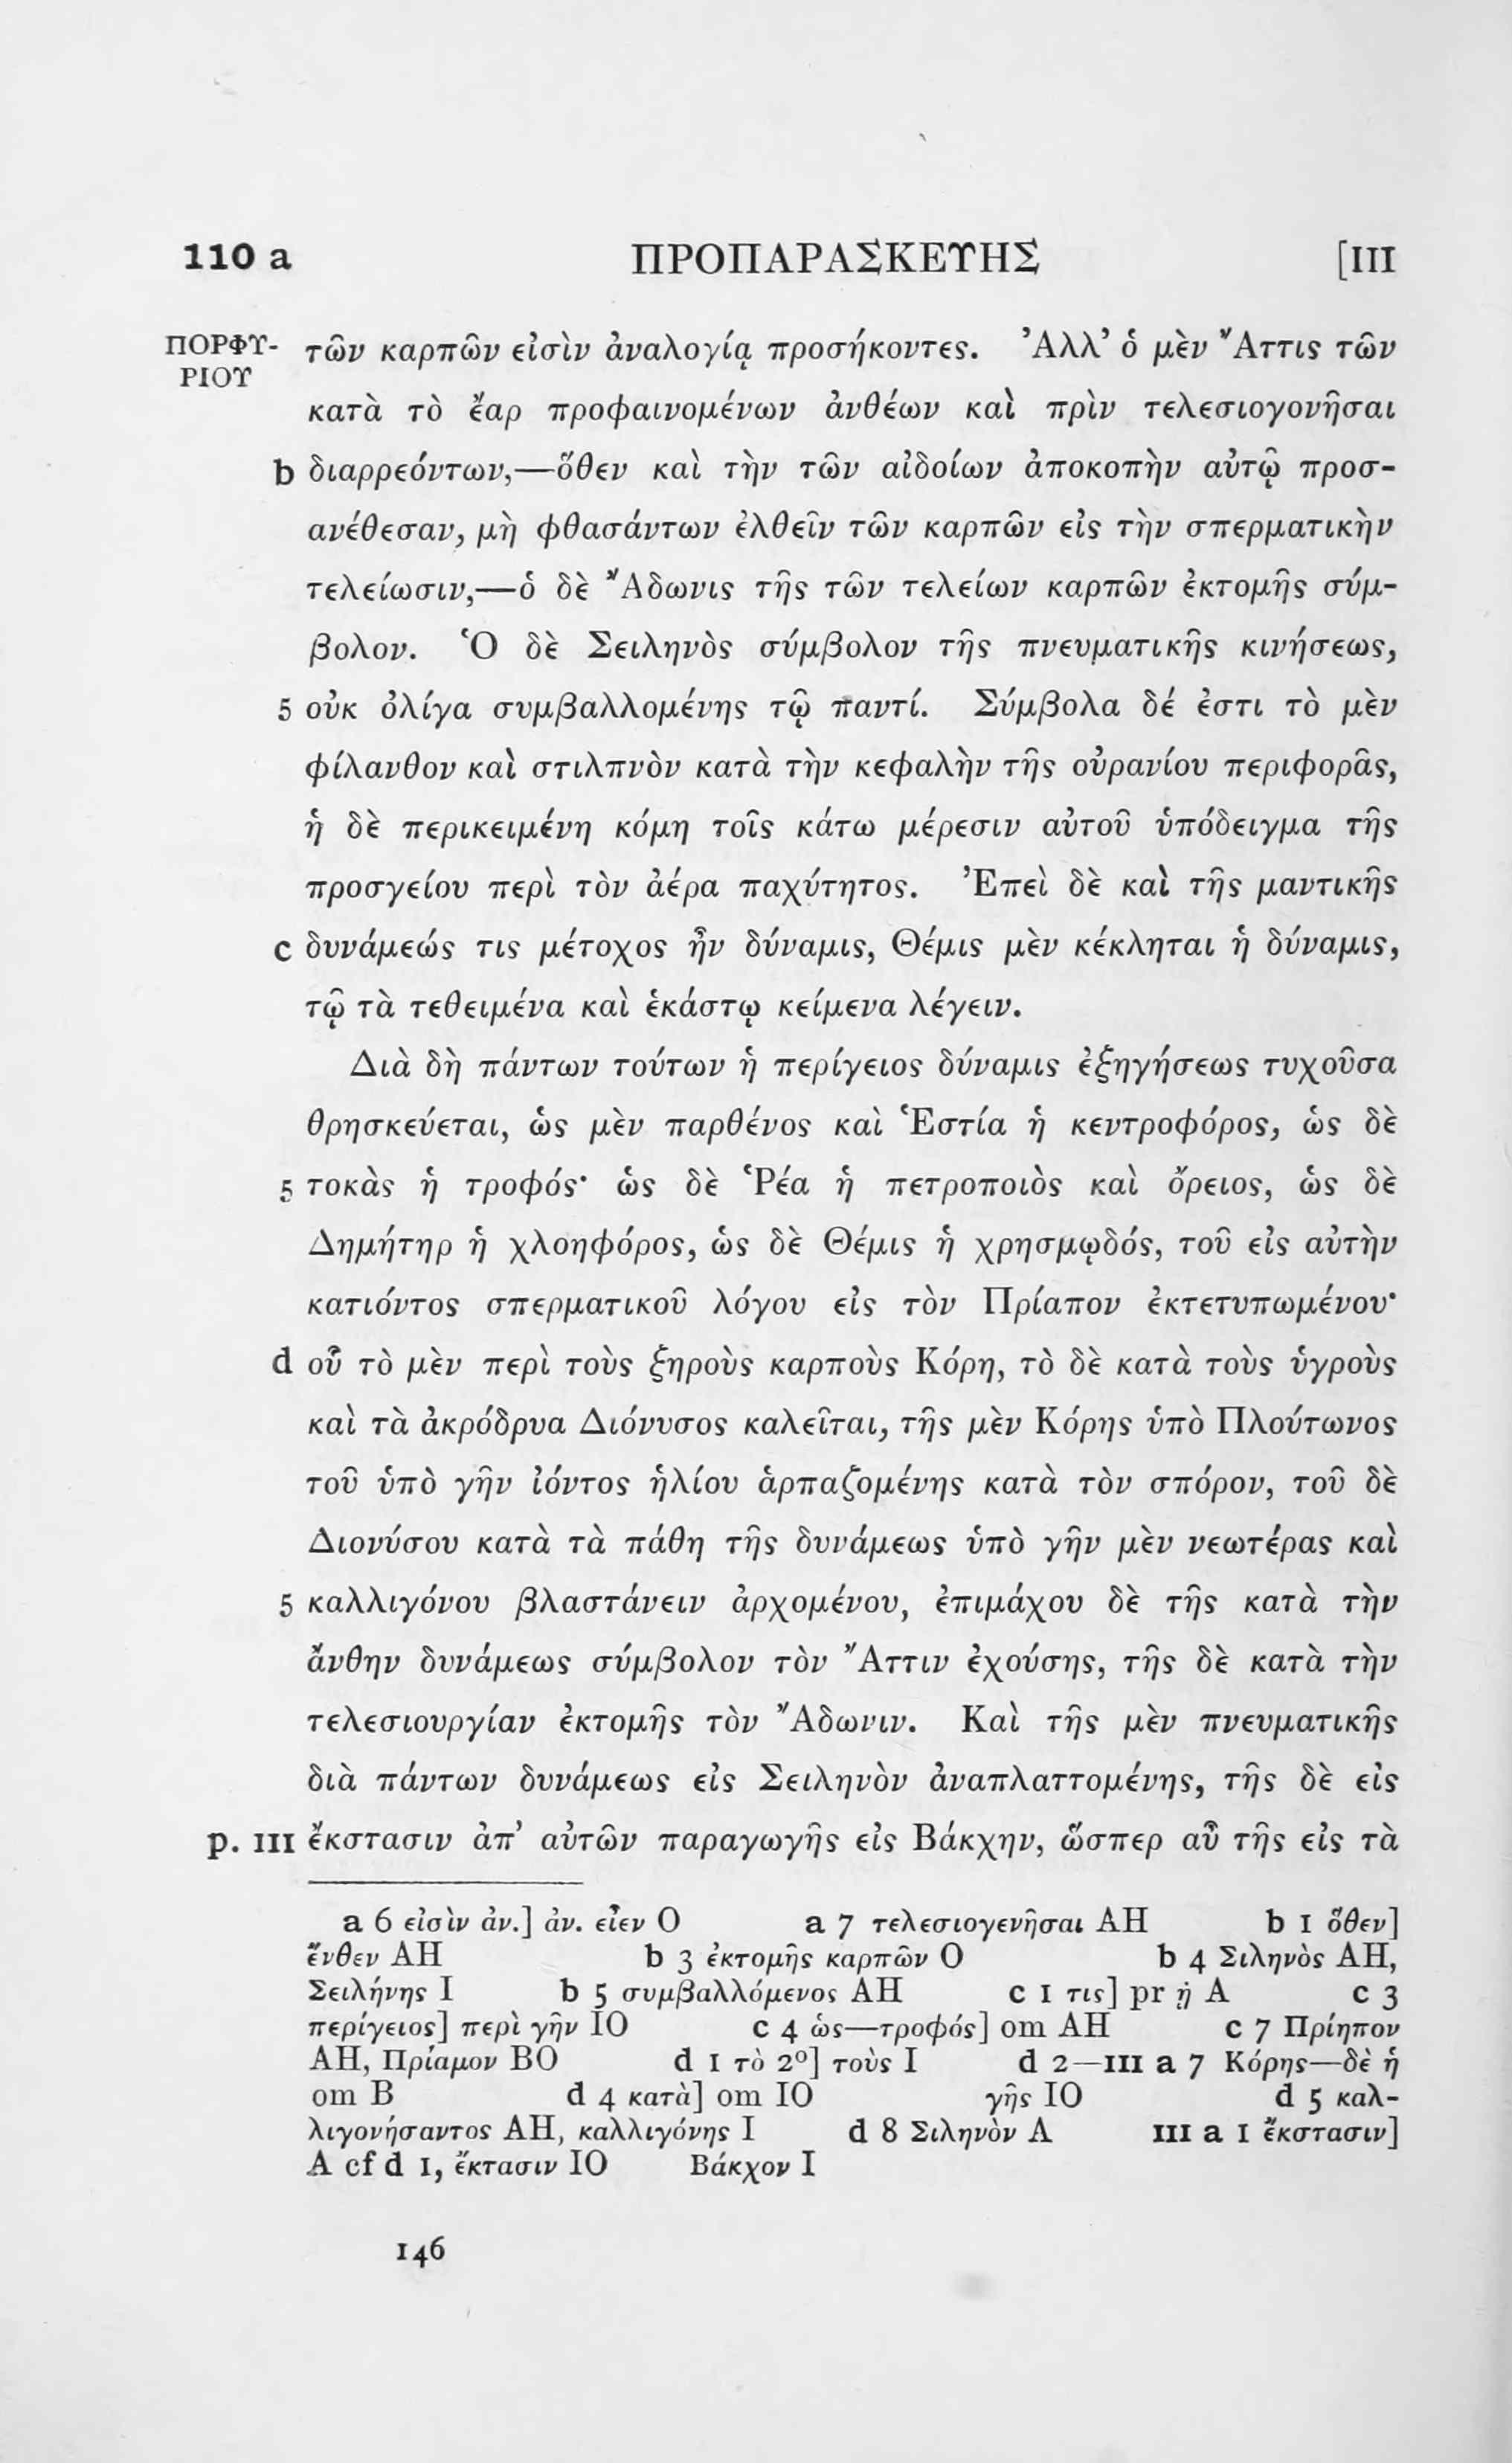 110 a ΠΡΟΠΑΡΑΣΚΕΥΗΣ [III
ΠΟΡΦΥ- τῶν καρπῶν εἰσὶν ἀναλογίᾳ προσήκοντες. Ἀλλ’ ὁ μὲν Ἄττις τῶν
ΡΙΟΥ
κατὰ τὸ ἔαρ προφαινομένων ἀνθέων καὶ πρὶν τελεσιογονῆσαι
b διαρρεόντων,—ὅθεν καὶ τὴν τῶν αἰδοίων ἀποκοπὴν αὐτῷ προσ-
ανέθεσαν, μὴ φθασάντων ἐλθεῖν τῶν καρπῶν εἰς τὴν σπερματικὴν
τελείωσιν,—ὁ δὲ Ἄδωνις τῆς τῶν τελείων καρπῶν ἐκτομῆς σύμ-
βολον. Ὁ δὲ Σειληνὸς σύμβολον τῆς πνευματικῆς κινήσεως,
5 οὐκ ὀλίγα συμβαλλομένης τῷ παντί. Σύμβολα δέ ἐστι τὸ μὲν
φίλανθον καὶ στιλπνὸν κατὰ τὴν κεφαλὴν τῆς οὐρανίου περιφορᾶς,
ἡ δὲ περικειμένη κόμη τοῖς κάτω μέρεσιν αὐτοῦ ὑπόδειγμα τῆς
προσγείου περὶ τὸν ἀέρα παχύτητος. Ἐπεὶ δὲ καὶ τῆς μαντικῆς
c δυνάμεώς τις μέτοχος ἦν δύναμις, Θέμις μὲν κέκληται ἡ δύναμις,
τῷ τὰ τεθειμένα καὶ ἑκάστῳ κείμενα λέγειν.
Διὰ δὴ πάντων τούτων ἡ περίγειος δύναμις ἐξηγήσεως τυχοῦσα
θρησκεύεται, ὡς μὲν παρθένος καὶ Ἑστία ἡ κεντροφόρος, ὡς δὲ
5 τοκὰς ἡ τροφός· ὡς δὲ Ῥέα ἡ πετροποιὸς καὶ ὄρειος, ὡς δὲ
Δημήτηρ ἡ χλοηφόρος, ὡς δὲ Θέμις ἡ χρησμῳδός, τοῦ εἰς αὐτὴν
κατιόντος σπερματικοῦ λόγου εἰς τὸν Πρίαπον ἐκτετυπωμένου·
d οὗ τὸ μὲν περὶ τοὺς ξηροὺς καρποὺς Κόρη, τὸ δὲ κατὰ τοὺς ὑγροὺς
καὶ τὰ ἀκρόδρυα Διόνυσος καλεῖται, τῆς μὲν Κόρης ὑπὸ Πλούτωνος
τοῦ ὑπὸ γῆν ἰόντος ἡλίου ἁρπαζομένης κατὰ τὸν σπόρον, τοῦ δὲ
Διονύσου κατὰ τὰ πάθη τῆς δυνάμεως ὑπὸ γῆν μὲν νεωτέρας καὶ
5 καλλιγόνου βλαστάνειν ἀρχομένου, ἐπιμάχου δὲ τῆς κατὰ τὴν
ἄνθην δυνάμεως σύμβολον τὸν Ἄττιν ἐχούσης, τῆς δὲ κατὰ τὴν
τελεσιουργίαν ἐκτομῆς τὸν Ἄδωνιν. Καὶ τῆς μὲν πνευματικῆς
διὰ πάντων δυνάμεως εἰς Σειληνὸν ἀναπλαττομένης, τῆς δὲ εἰς
p. 111 ἔκστασιν ἀπ’ αὐτῶν παραγωγῆς εἰς Βάκχην, ὥσπερ αὖ τῆς εἰς τὰ
a 6 εἰσὶν ἀν.] ἀν. εἶεν O a 7 τελεσιογενῆσαι AH b 1 ὅθεν]
ἔνθεν AH b 3 ἐκτομῆς καρπῶν O b 4 Σιληνὸς AH,
Σειλήνης I b 5 συμβαλλόμενος AH c 1 τις] pr ᾗ A c 3
περίγειος] περὶ γῆν IO c 4 ὡς—τροφός] om AH c 7 Πρίηπον
AH, Πρίαμον BO d 1 τὸ 2º] τοὺς I d 2—111 a 7 Κόρης—δὲ ἡ
om B d 4 κατὰ] om IO γῆς IO d 5 καλ-
λιγονήσαντος AH, καλλιγόνης I d 8 Σιληνὸν A 111 a 1 ἔκστασιν]
A cf d 1, ἔκτασιν IO Βάκχον I
146